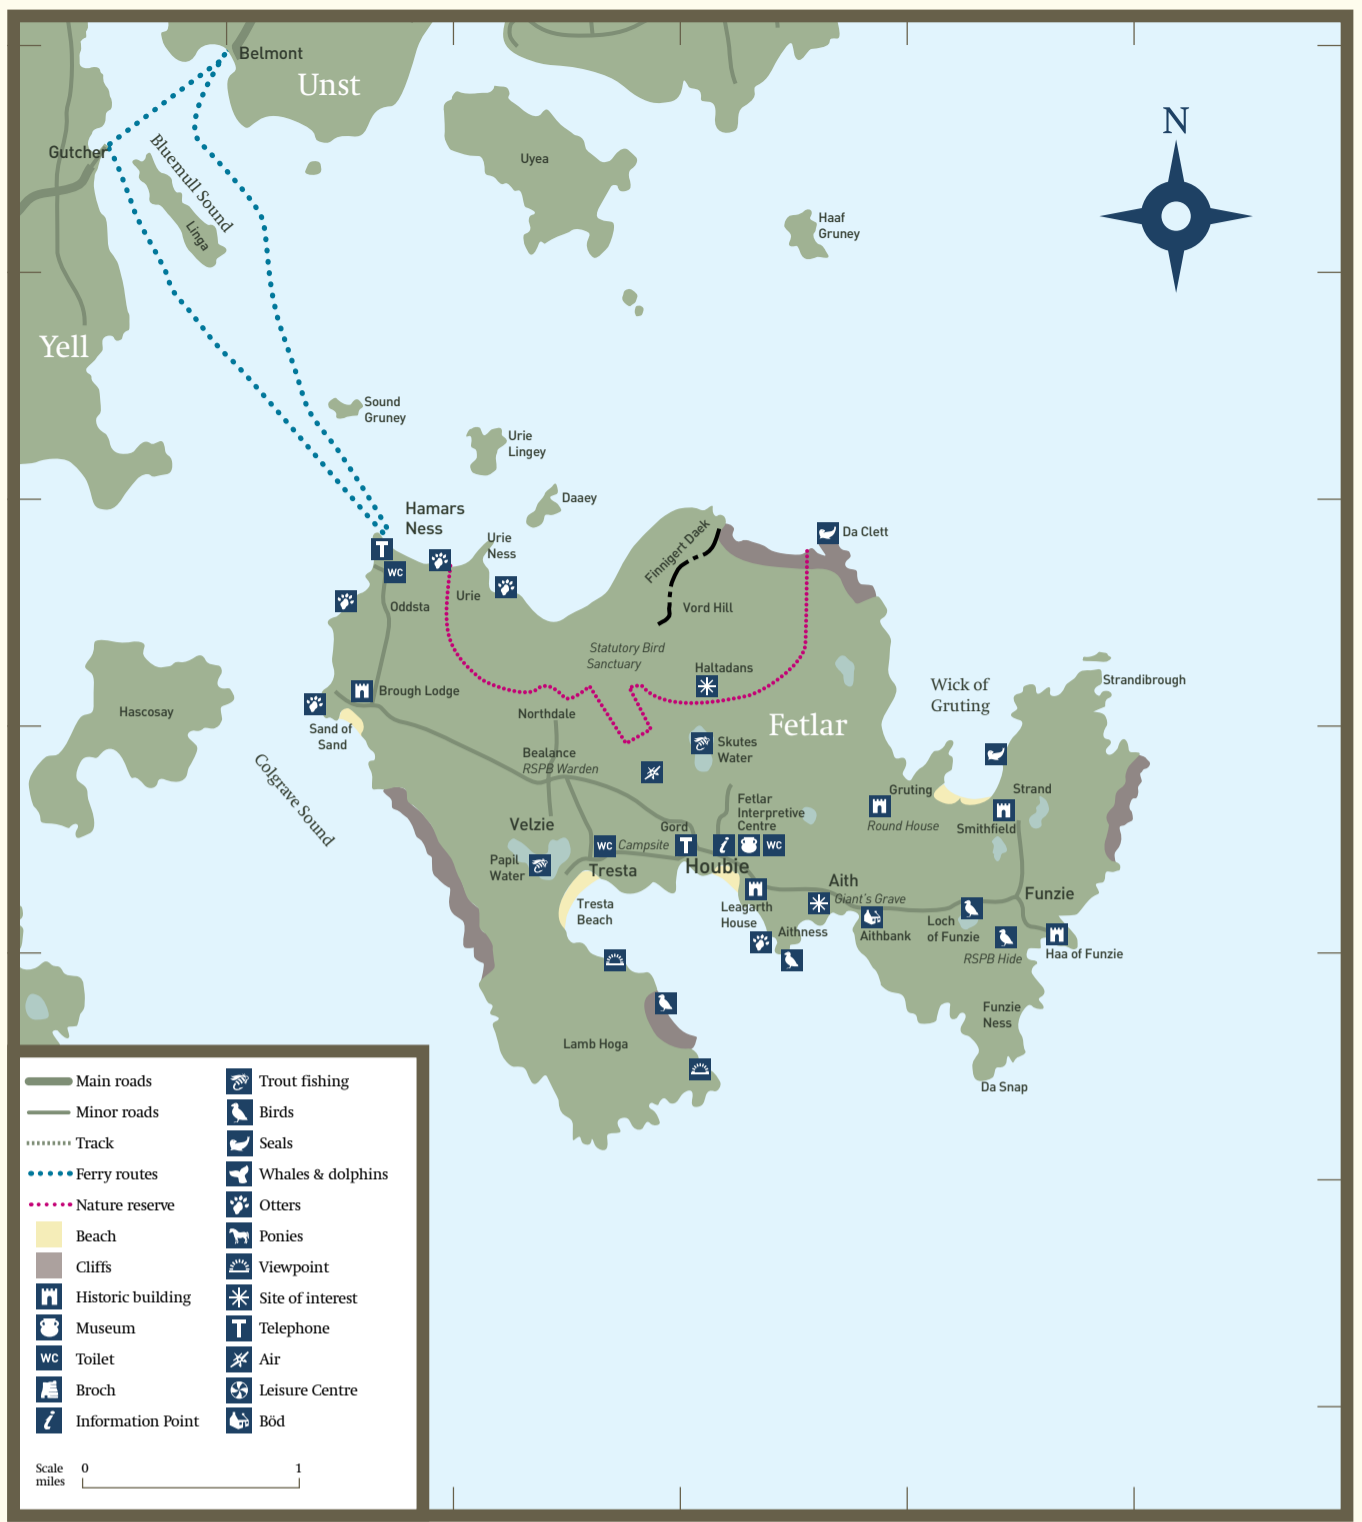 Belmont
Unst
N
Gutcher
Bluemull Sound
Linga
Uyea
Haaf
Gruney
Yell
Sound
Gruney
Urie
Lingey
Daaey
Hamars
Ness
Urie
Ness
Finnigert Daek
Da Clett
T
WC
Oddsta
Urie
Vord Hill
Statutory Bird
Sanctuary
Haltadans
Wick of
Gruting
Strandibrough
Brough Lodge
Hascosay
Northdale
Fetlar
Sand of
Sand
Colgrave Sound
Bealance
RSPB Warden
Skutes
Water
Gruting
Strand
Round House
Smithfield
Fetlar
Interpretive
Centre
Velzie
Gord
WC
Campsite
T
i
WC
Papil
Water
Tresta
Houbie
Aith
Giant's Grave
Funzie
Tresta
Beach
Leagarth
House
Aithness
Aithbank
Loch
of Funzie
RSPB Hide
Haa of Funzie
Funzie
Ness
Lamb Hoga
Da Snap
Main roads
Minor roads
Track
Ferry routes
Nature reserve
Beach
Cliffs
Historic building
Museum
WC Toilet
Broch
i Information Point
Trout fishing
Birds
Seals
Whales & dolphins
Otters
Ponies
Viewpoint
Site of interest
T Telephone
Air
Leisure Centre
Böd
Scale
miles
0 1